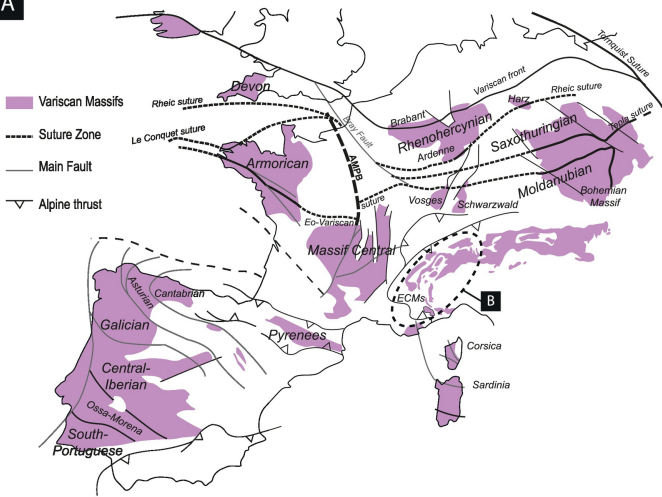 A
Tornquist Suture
Devon
Variscan front
Variscan Massifs
Harz
Rheic suture
Rheic suture
Suture Zone
Bray Fault
Brabant
Rhenohercynian
Saxothuringian
Tepla suture
Le Conquet suture
Ardenne
Main Fault
Armorican
AMPB
Moldanubian
Alpine thrust
suture
Vosges
Schwarzwald
Bohemian
Massif
Eo-Variscan
Massif Central
Asturian
Cantabrian
ECMs
B
Galician
Pyrenees
Corsica
Central-
Iberian
Sardinia
Ossa-Morena
South-
Portuguese